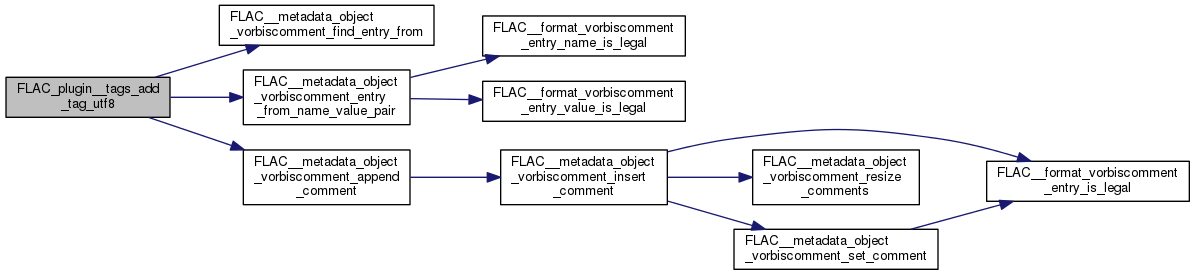 FLAC_plugin__tags_add
_tag_utf8
FLAC__metadata_object
_vorbiscomment_find_entry_from
FLAC__metadata_object
_vorbiscomment_entry
_from_name_value_pair
FLAC__metadata_object
_vorbiscomment_append
_comment
FLAC__format_vorbiscomment
_entry_name_is_legal
FLAC__format_vorbiscomment
_entry_value_is_legal
FLAC__metadata_object
_vorbiscomment_insert
_comment
FLAC__metadata_object
_vorbiscomment_resize
_comments
FLAC__metadata_object
_vorbiscomment_set_comment
FLAC__format_vorbiscomment
_entry_is_legal